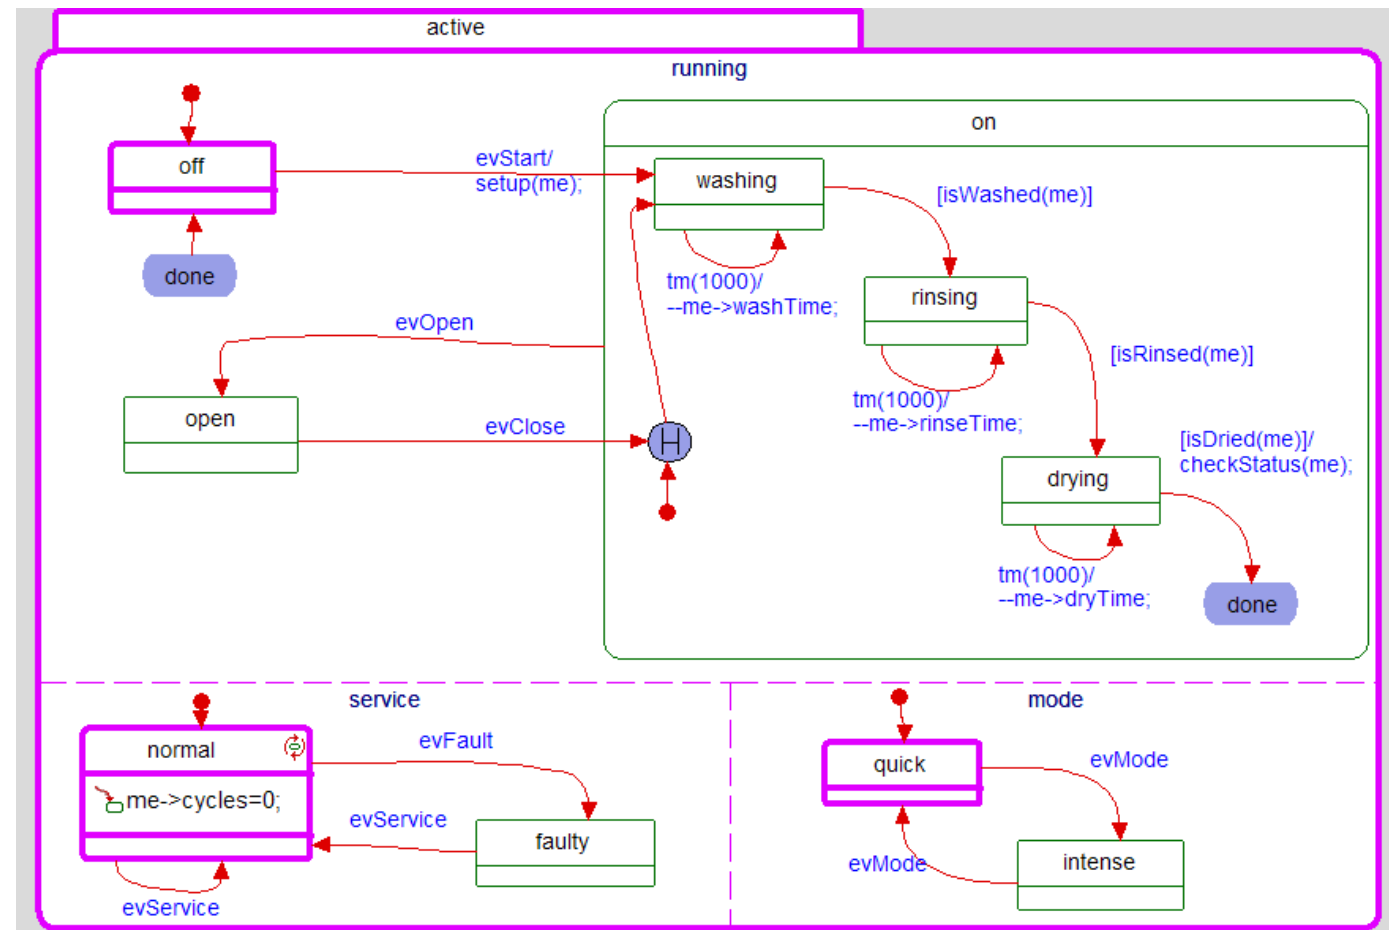 active
running
on
off
evStart/
setup(me);
washing
[isWashed(me)]
done
tm(1000)/
--me->washTime;
rinsing
evOpen
[isRinsed(me)]
open
tm(1000)/
--me->rinseTime;
evClose
H
[isDried(me)]/
checkStatus(me);
drying
tm(1000)/
--me->dryTime;
done
service
normal
evFault
me->cycles=0;
evService
faulty
evService
mode
quick
evMode
evMode
intense